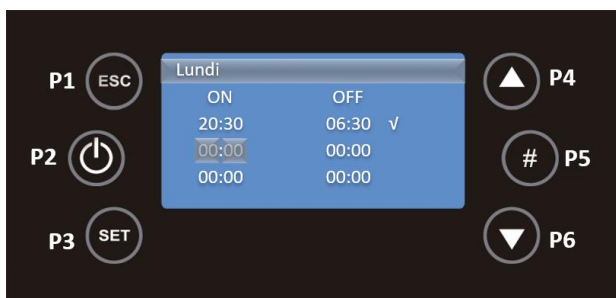 Lundi
ON OFF
20:30 06:30 √
00:00 00:00
00:00 00:00
P1 ESC
P2
P3 SET
P4
# P5
P6